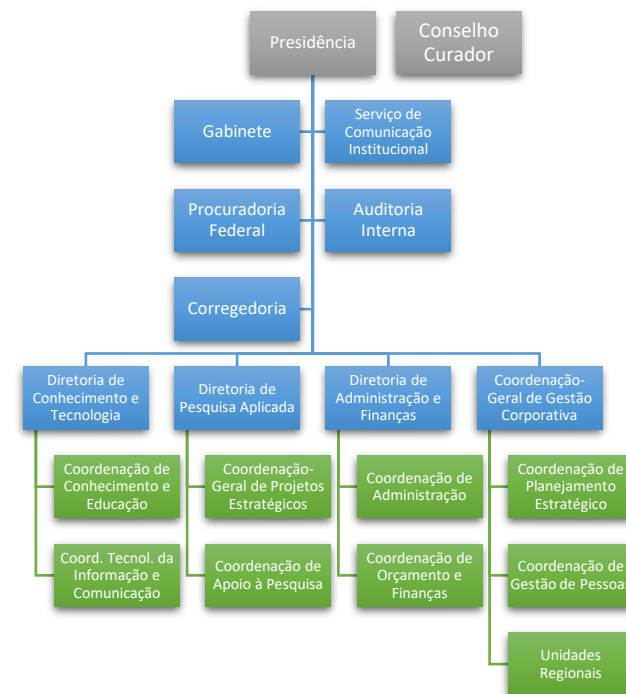 Presidência
Conselho
Curador
Gabinete
Serviço de
Comunicação
Institucional
Procuradoria
Federal
Auditoria
Interna
Corregedoria
Diretoria de
Conhecimento e
Tecnologia
Diretoria de
Pesquisa Aplicada
Diretoria de
Administração e
Finanças
Coordenação-
Geral de Gestão
Corporativa
Coordenação de
Conhecimento e
Educação
Coordenação-
Geral de Projetos
Estratégicos
Coordenação de
Administração
Coordenação de
Planejamento
Estratégico
Coord. Tecnol. da
Informação e
Comunicação
Coordenação de
Apoio à Pesquisa
Coordenação de
Orçamento e
Finanças
Coordenação de
Gestão de Pessoas
Unidades
Regionais